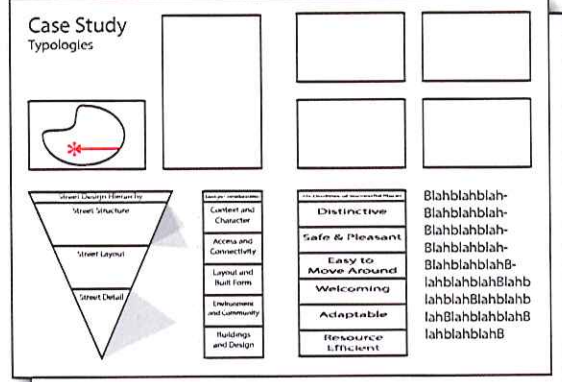 Case Study
Typologies
Street Design Hierarchy
Street Structure
Street Layout
Street Detail
Context and
Character
Access and
Connectivity
Layout and
Built Form
Environment
and Community
Buildings
and Design
Distinctive
Safe & Pleasant
Easy to
Move Around
Welcoming
Adaptable
Resource
Efficient
Blahblahblah-
Blahblahblah-
Blahblahblah-
Blahblahblah-
BlahblahblahB-
lahblahblahBlahb
lahblahBlahblahb
lahBlahblahblahB
lahblahblahB